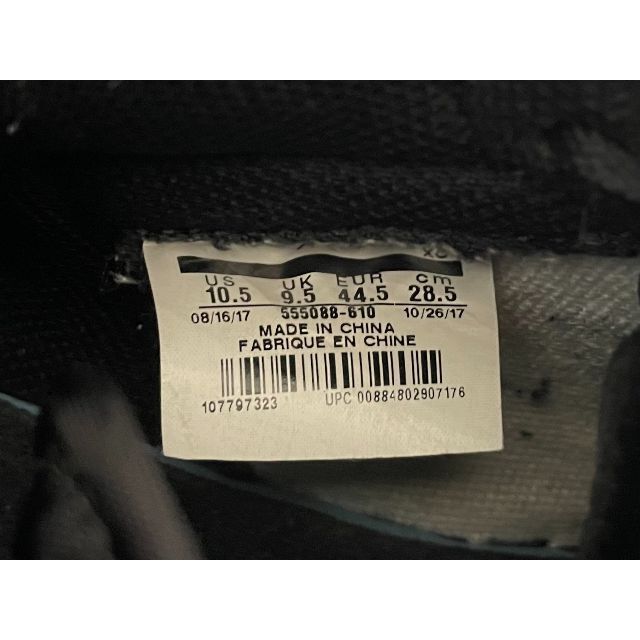 XS
US UK EUR cm
10.5 9.5 44.5 28.5
08/16/17 555088-610 10/26/17
MADE IN CHINA
FABRIQUE EN CHINE
107797323 UPC 00884802907176